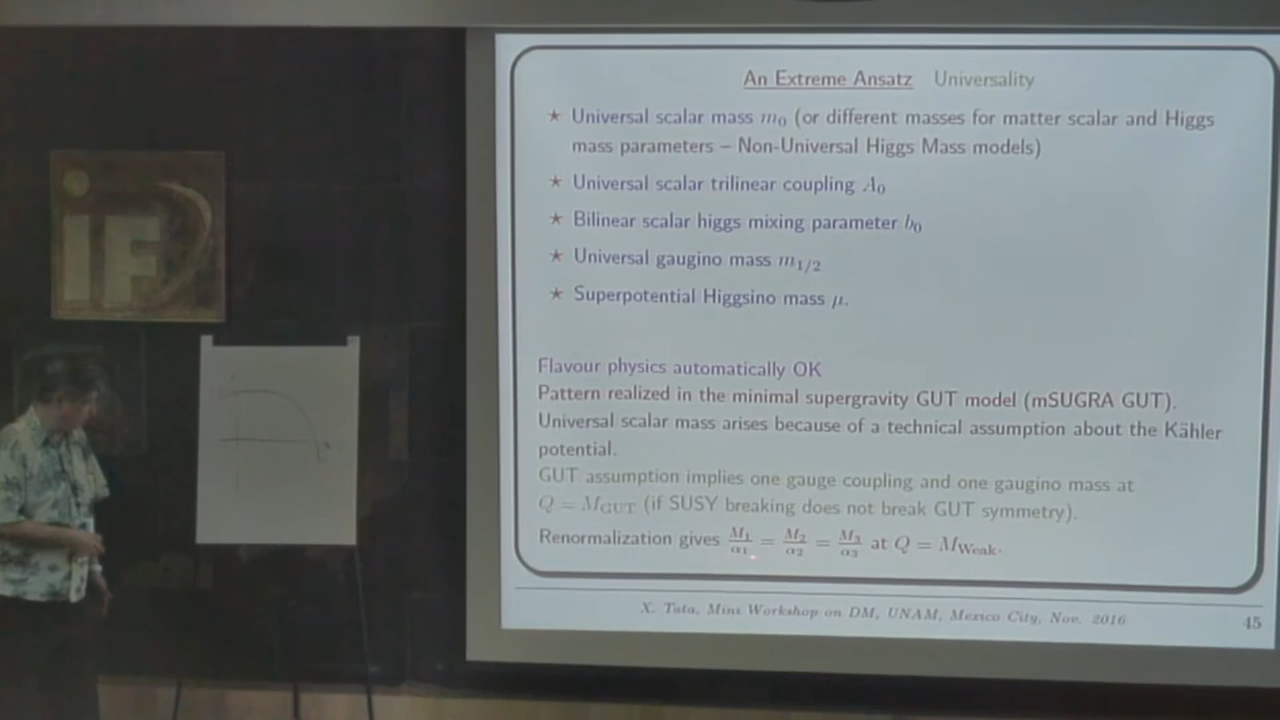 An Extreme Ansatz Universality
★ Universal scalar mass m₀ (or different masses for matter scalar and Higgs
mass parameters – Non-Universal Higgs Mass models)
★ Universal scalar trilinear coupling A₀
★ Bilinear scalar higgs mixing parameter b₀
★ Universal gaugino mass m₁/₂
★ Superpotential Higgsino mass μ.
Flavour physics automatically OK
Pattern realized in the minimal supergravity GUT model (mSUGRA GUT).
Universal scalar mass arises because of a technical assumption about the Kähler
potential.
GUT assumption implies one gauge coupling and one gaugino mass at
Q = M_GUT (if SUSY breaking does not break GUT symmetry).
Renormalization gives M₁/α₁ = M₂/α₂ = M₃/α₃ at Q = M_Weak.
X. Tata, Mini Workshop on DM, UNAM, Mexico City, Nov. 2016
45
iF